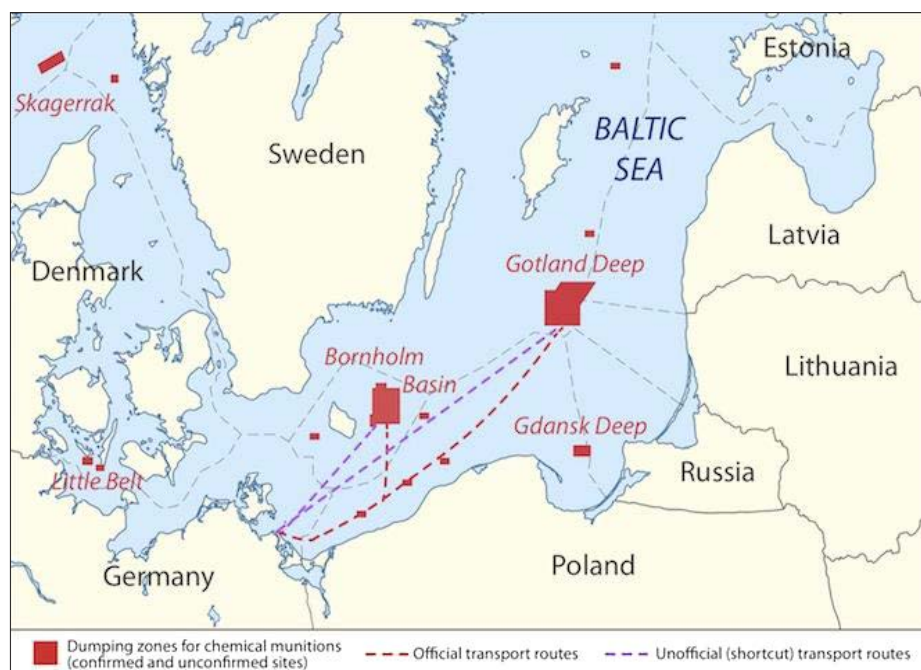 Estonia
Skagerrak
BALTIC
SEA
Sweden
Latvia
Denmark
Gotland Deep
Bornholm
Basin
Lithuania
Gdansk Deep
Little Belt
Russia
Germany
Poland
Dumping zones for chemical munitions
(confirmed and unconfirmed sites)
Official transport routes
Unofficial (shortcut) transport routes